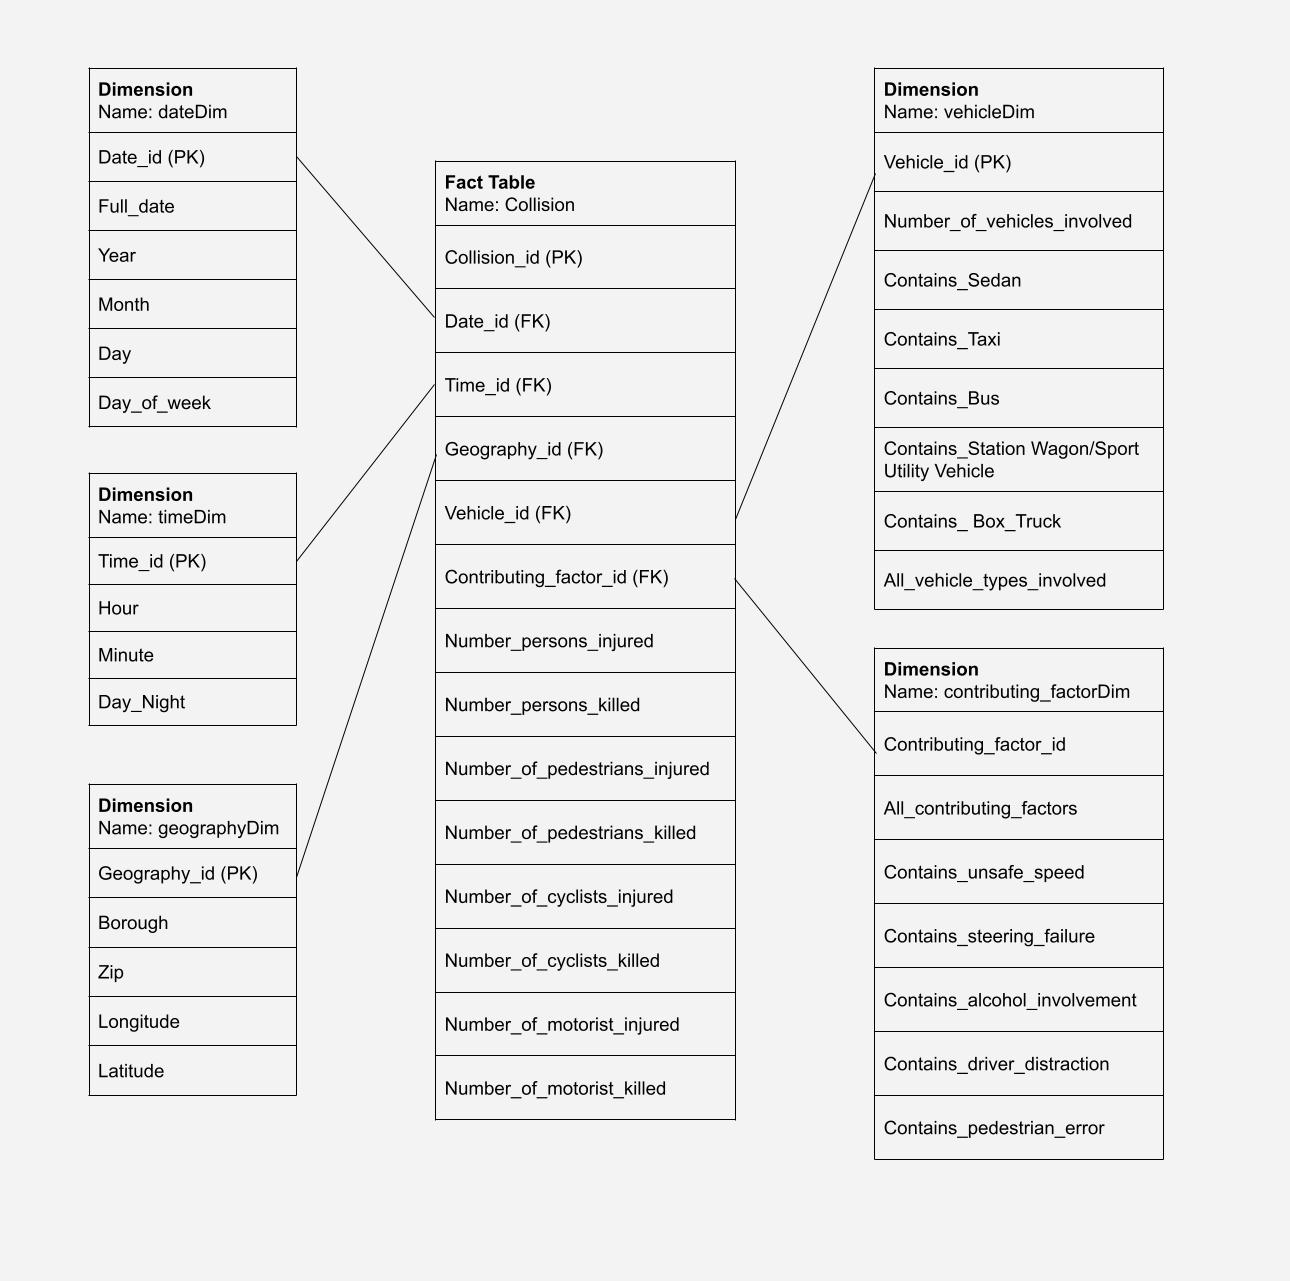 Dimension
Name: dateDim
Date_id (PK)
Full_date
Year
Month
Day
Day_of_week
Dimension
Name: timeDim
Time_id (PK)
Hour
Minute
Day_Night
Dimension
Name: geographyDim
Geography_id (PK)
Borough
Zip
Longitude
Latitude
Fact Table
Name: Collision
Collision_id (PK)
Date_id (FK)
Time_id (FK)
Geography_id (FK)
Vehicle_id (FK)
Contributing_factor_id (FK)
Number_persons_injured
Number_persons_killed
Number_of_pedestrians_injured
Number_of_pedestrians_killed
Number_of_cyclists_injured
Number_of_cyclists_killed
Number_of_motorist_injured
Number_of_motorist_killed
Dimension
Name: vehicleDim
Vehicle_id (PK)
Number_of_vehicles_involved
Contains_Sedan
Contains_Taxi
Contains_Bus
Contains_Station Wagon/Sport
Utility Vehicle
Contains_ Box_Truck
All_vehicle_types_involved
Dimension
Name: contributing_factorDim
Contributing_factor_id
All_contributing_factors
Contains_unsafe_speed
Contains_steering_failure
Contains_alcohol_involvement
Contains_driver_distraction
Contains_pedestrian_error